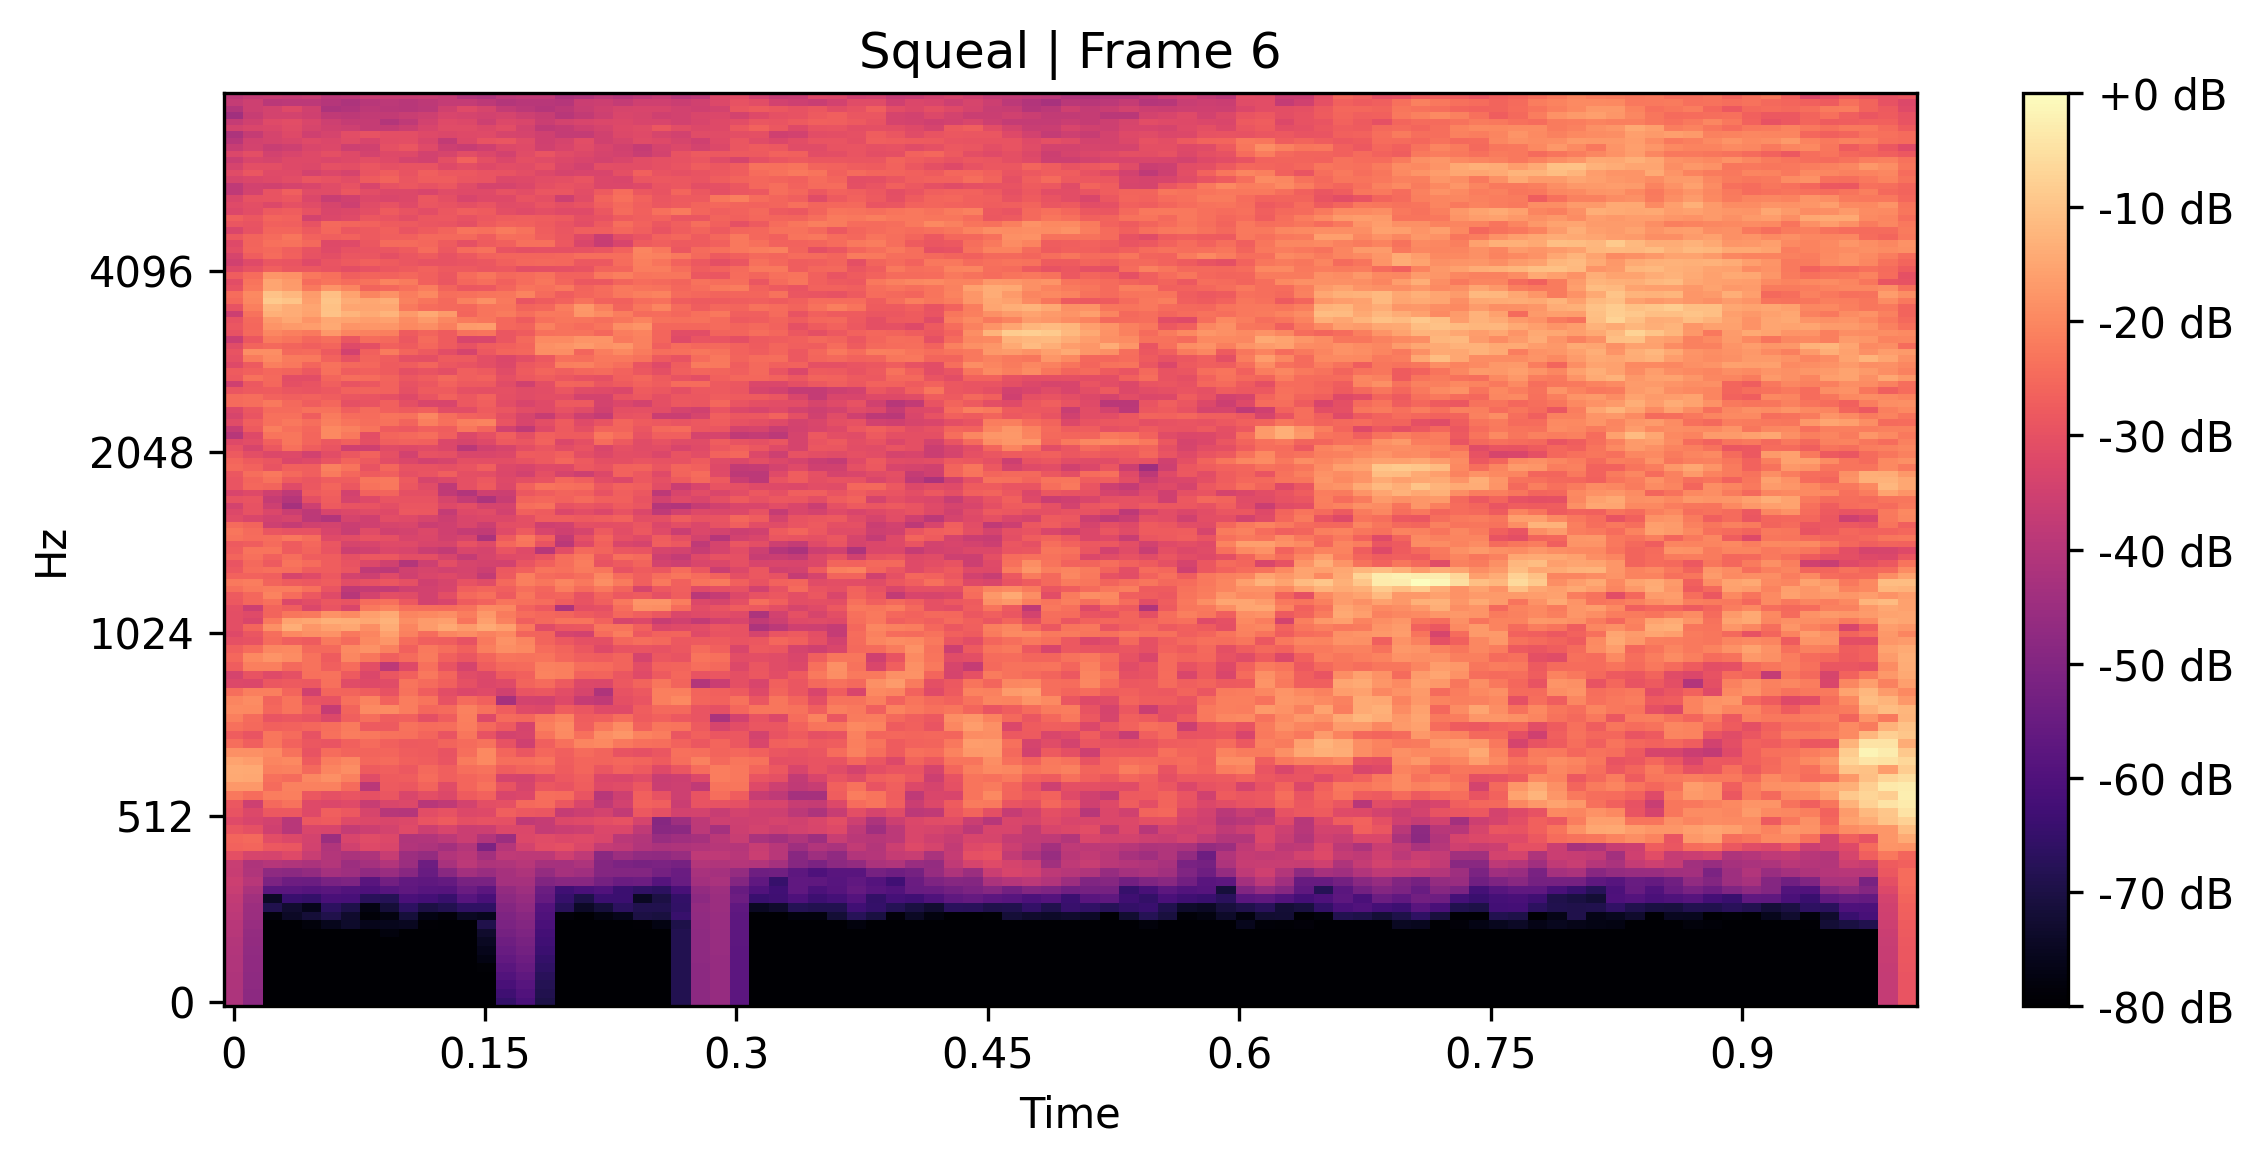 Squeal | Frame 6
+0 dB
-10 dB
-20 dB
-30 dB
-40 dB
-50 dB
-60 dB
-70 dB
-80 dB
Hz
4096
2048
1024
512
0
0 0.15 0.3 0.45 0.6 0.75 0.9
Time